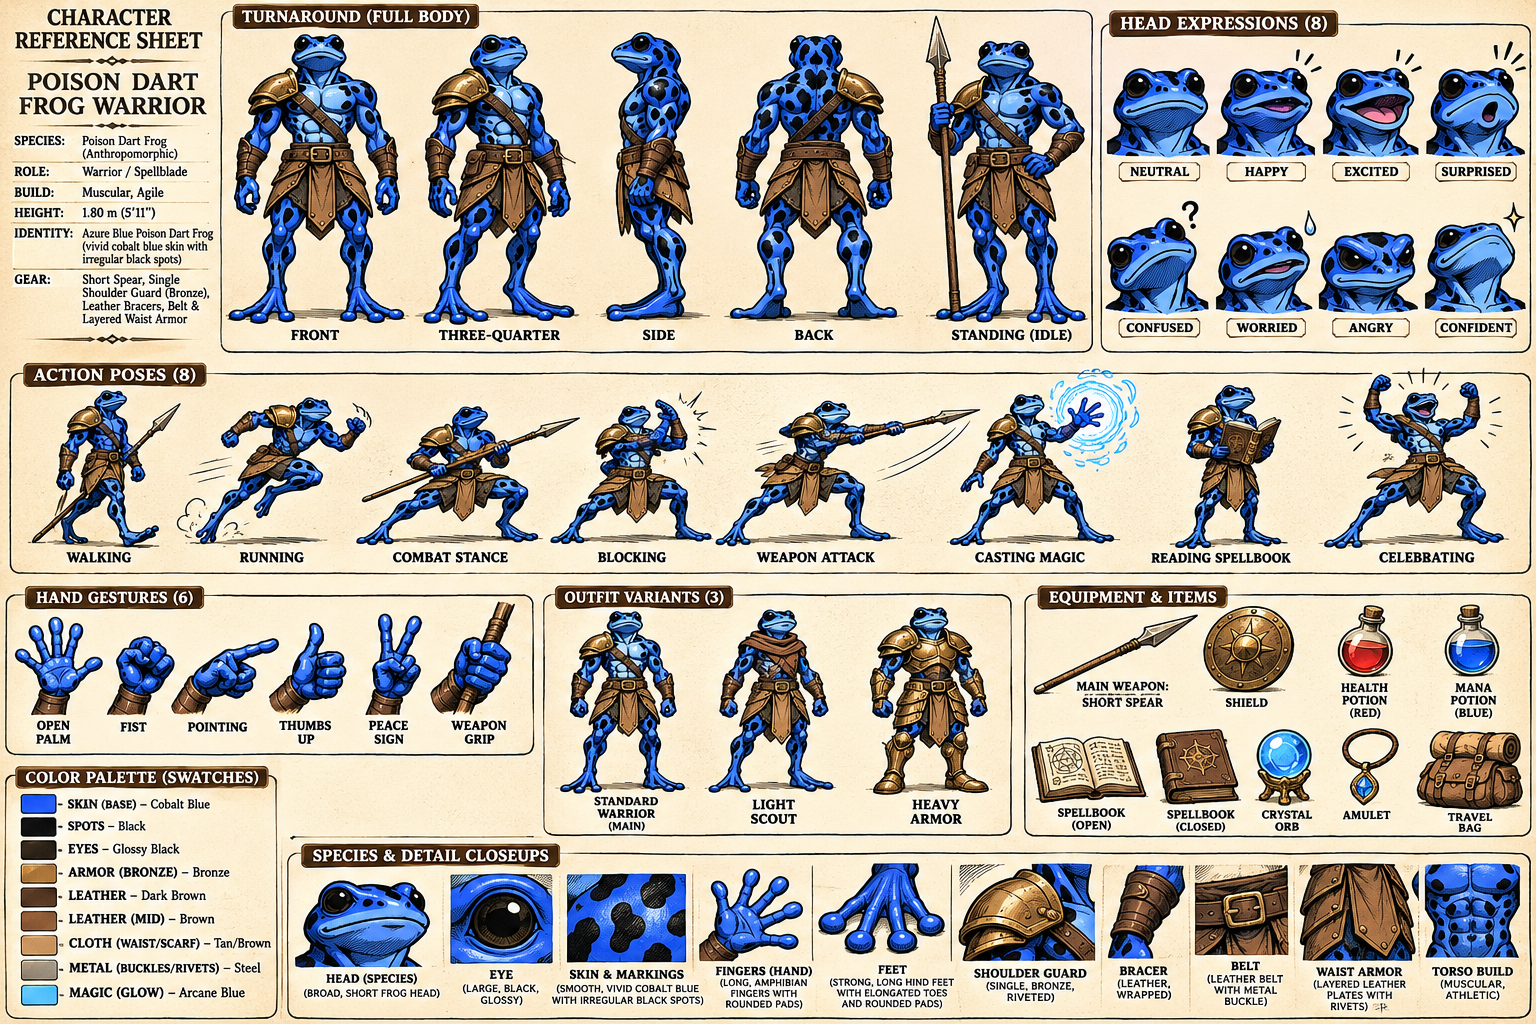 CHARACTER
REFERENCE SHEET
POISON DART
FROG WARRIOR
SPECIES: Poison Dart Frog
(Anthropomorphic)
ROLE: Warrior / Spellblade
BUILD: Muscular, Agile
HEIGHT: 1.80 m (5'11")
IDENTITY: Azure Blue Poison Dart Frog
(vivid cobalt blue skin with
irregular black spots)
GEAR: Short Spear, Single
Shoulder Guard (Bronze),
Leather Bracers, Belt &
Layered Waist Armor
TURNAROUND (FULL BODY)
FRONT
THREE-QUARTER
SIDE
BACK
STANDING (IDLE)
HEAD EXPRESSIONS (8)
NEUTRAL
HAPPY
EXCITED
SURPRISED
?
CONFUSED
WORRIED
ANGRY
CONFIDENT
ACTION POSES (8)
WALKING
RUNNING
COMBAT STANCE
BLOCKING
WEAPON ATTACK
CASTING MAGIC
READING SPELLBOOK
CELEBRATING
HAND GESTURES (6)
OPEN
PALM
FIST
POINTING
THUMBS
UP
PEACE
SIGN
WEAPON
GRIP
OUTFIT VARIANTS (3)
STANDARD
WARRIOR
(MAIN)
LIGHT
SCOUT
HEAVY
ARMOR
EQUIPMENT & ITEMS
MAIN WEAPON:
SHORT SPEAR
SHIELD
HEALTH
POTION
(RED)
MANA
POTION
(BLUE)
SPELLBOOK
(OPEN)
SPELLBOOK
(CLOSED)
CRYSTAL
ORB
AMULET
TRAVEL
BAG
COLOR PALETTE (SWATCHES)
- SKIN (BASE) – Cobalt Blue
- SPOTS – Black
- EYES – Glossy Black
- ARMOR (BRONZE) – Bronze
- LEATHER – Dark Brown
- LEATHER (MID) – Brown
- CLOTH (WAIST/SCARF) – Tan/Brown
- METAL (BUCKLES/RIVETS) – Steel
- MAGIC (GLOW) – Arcane Blue
SPECIES & DETAIL CLOSEUPS
HEAD (SPECIES)
(BROAD, SHORT FROG HEAD)
EYE
(LARGE, BLACK,
GLOSSY)
SKIN & MARKINGS
(SMOOTH, VIVID COBALT BLUE
WITH IRREGULAR BLACK SPOTS)
FINGERS (HAND)
(LONG, AMPHIBIAN
FINGERS WITH
ROUNDED PADS)
FEET
(STRONG, LONG HIND FEET
WITH ELONGATED TOES
AND ROUNDED PADS)
SHOULDER GUARD
(SINGLE, BRONZE,
RIVETED)
BRACER
(LEATHER,
WRAPPED)
BELT
(LEATHER BELT
WITH METAL
BUCKLE)
WAIST ARMOR
(LAYERED LEATHER
PLATES WITH
RIVETS)
TORSO BUILD
(MUSCULAR,
ATHLETIC)